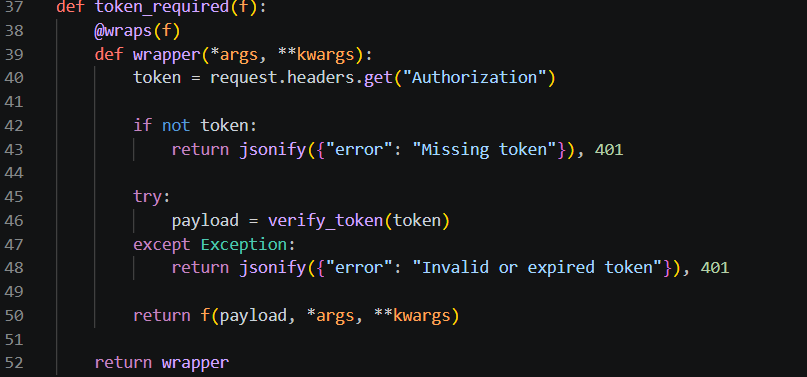 37 def token_required(f):
38     @wraps(f)
39     def wrapper(*args, **kwargs):
40         token = request.headers.get("Authorization")
41
42         if not token:
43             return jsonify({"error": "Missing token"}), 401
44
45         try:
46             payload = verify_token(token)
47         except Exception:
48             return jsonify({"error": "Invalid or expired token"}), 401
49
50         return f(payload, *args, **kwargs)
51
52     return wrapper